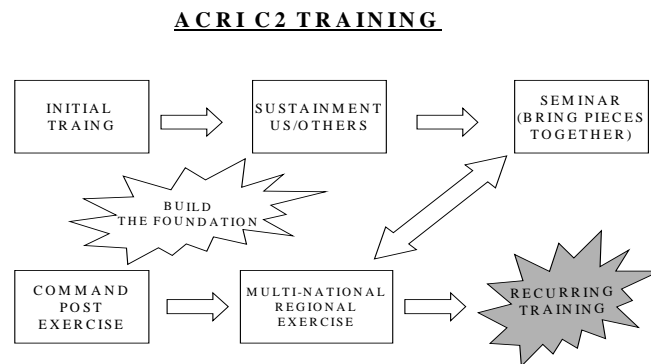 ACRI C2 TRAINING
INITIAL
TRAING
SUSTAINMENT
US/OTHERS
SEMINAR
(BRING PIECES
TOGETHER)
BUILD
THE FOUNDATION
COMMAND
POST
EXERCISE
MULTI-NATIONAL
REGIONAL
EXERCISE
RECURRING
TRAINING